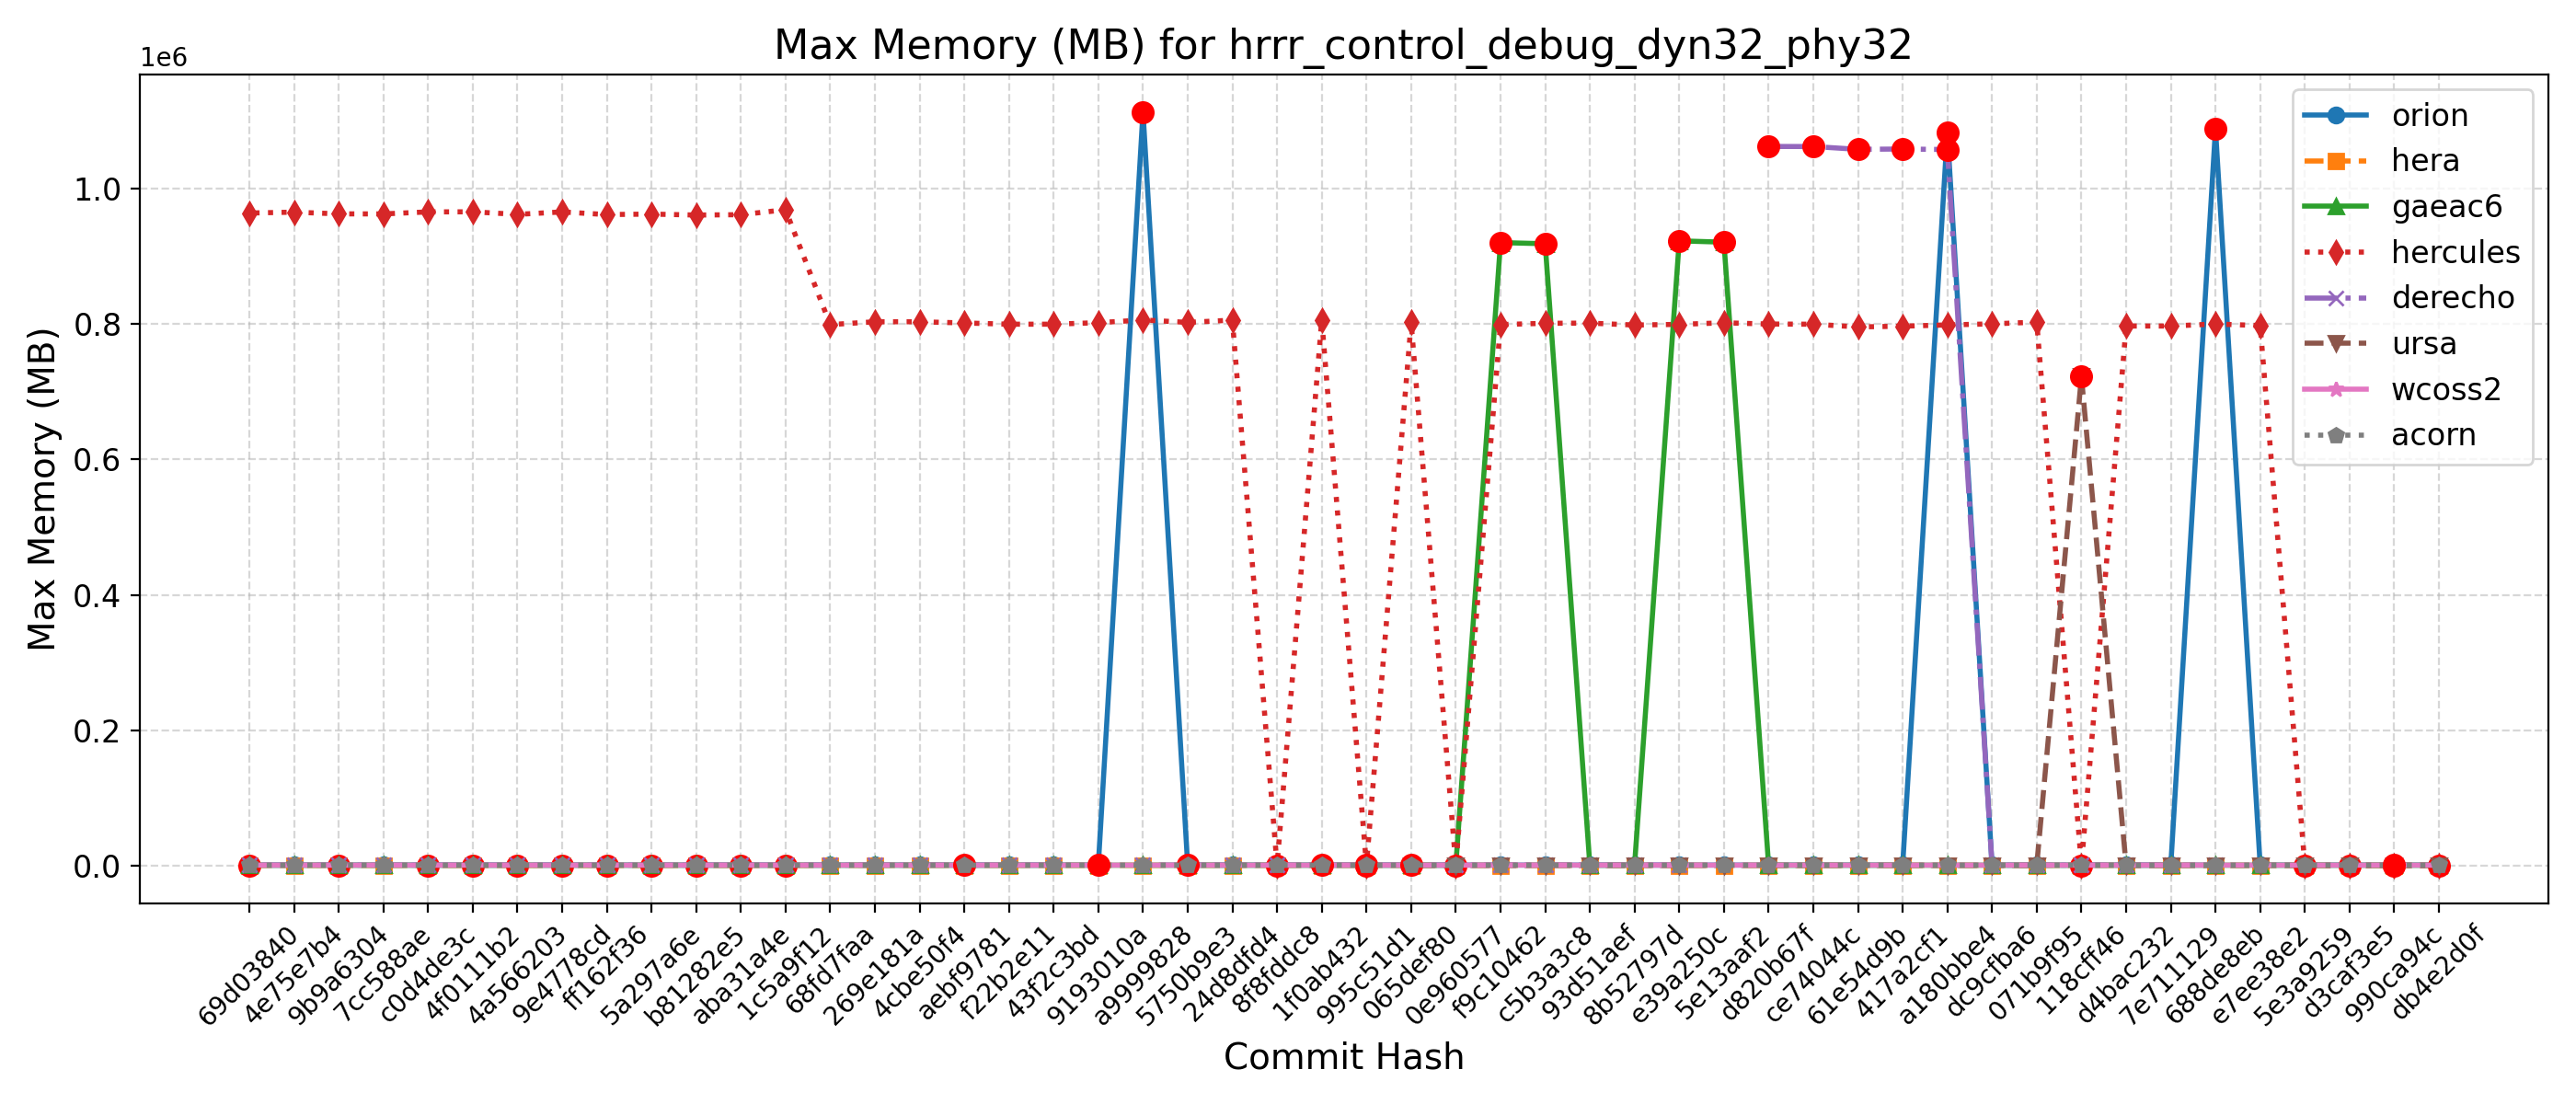 Max Memory (MB) for hrrr_control_debug_dyn32_phy32
1e6
Max Memory (MB)
1.0
0.8
0.6
0.4
0.2
0.0
orion
hera
gaeac6
hercules
derecho
ursa
wcoss2
acorn
69d03840
4e75e7b4
9b9a6304
7cc588ae
c0d4de3c
4f0111b2
4a566203
9e4778cd
ff162f36
5a297a6e
b81282e5
aba31a4e
1c5a9f12
68fd7faa
269e181a
4cbe50f4
aebf9781
f22b2e11
43f2c3bd
9193010a
a9999828
5750b9e3
24d8dfd4
8f8fddc8
1f0ab432
995c51d1
065def80
0e960577
f9c10462
c5b3a3c8
93d51aef
8b52797d
e39a250c
5e13aaf2
d820b67f
ce74044c
61e54d9b
417a2cf1
a180bbe4
dc9cfba6
071b9f95
118cff46
d4bac232
7e711129
688de8eb
e7ee38e2
5e3a9259
d3caf3e5
990ca94c
db4e2d0f
Commit Hash